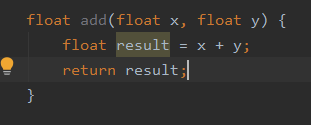 float add(float x, float y) {
    float result = x + y;
    return result;
}